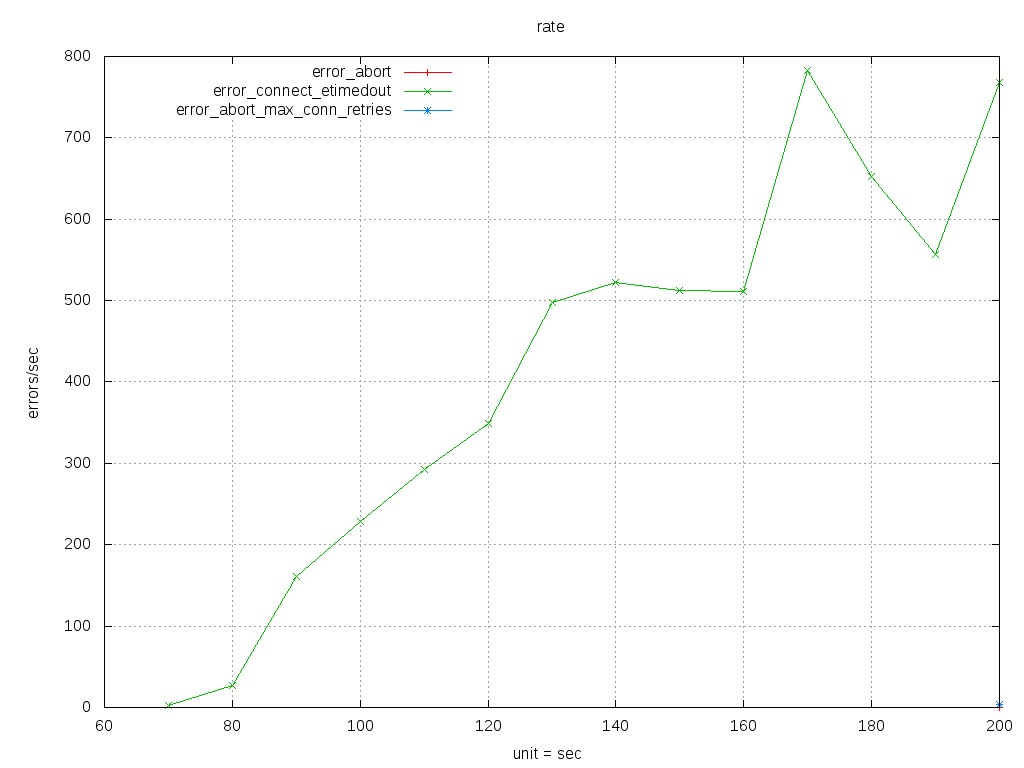 rate
800
700
600
500
400
300
200
100
0
errors/sec
error_abort
error_connect_etimedout
error_abort_max_conn_retries
60 80 100 120 140 160 180 200
unit = sec